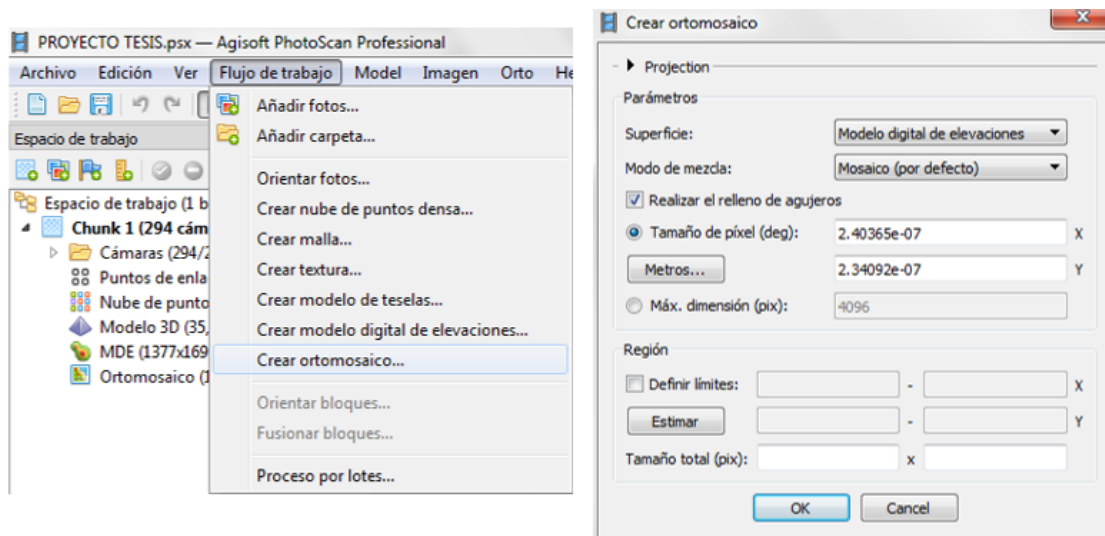 PROYECTO TESIS.psx — Agisoft PhotoScan Professional
Archivo Edición Ver Flujo de trabajo Model Imagen Orto He
Espacio de trabajo
Espacio de trabajo (1 b
Chunk 1 (294 cám
Cámaras (294/2
Puntos de enla
Nube de punto
Modelo 3D (35,
MDE (1377x169
Ortomosaico (1
Añadir fotos...
Añadir carpeta...
Orientar fotos...
Crear nube de puntos densa...
Crear malla...
Crear textura...
Crear modelo de teselas...
Crear modelo digital de elevaciones...
Crear ortomosaico...
Orientar bloques...
Fusionar bloques...
Proceso por lotes...
Crear ortomosaico
Projection
Parámetros
Superficie: Modelo digital de elevaciones
Modo de mezcla: Mosaico (por defecto)
Realizar el relleno de agujeros
Tamaño de píxel (deg): 2.40365e-07 X
Metros... 2.34092e-07 Y
Máx. dimensión (pix): 4096
Región
Definir límites: - X
Estimar - Y
Tamaño total (pix): x
OK Cancel